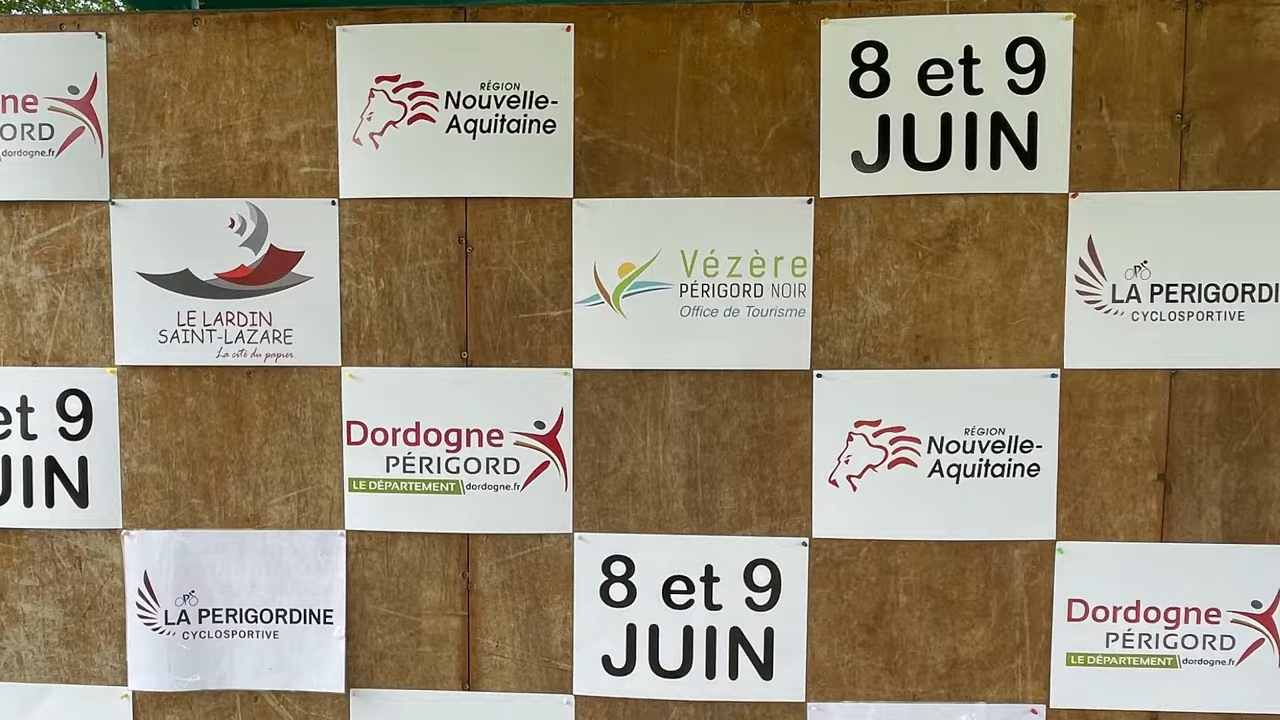 ne
ORD
dordogne.fr
RÉGION
Nouvelle-
Aquitaine
8 et 9
JUIN
LE LARDIN
SAINT-LAZARE
La cité du papier
Vézère
PÉRIGORD NOIR
Office de Tourisme
LA PERIGORDI
CYCLOSPORTIVE
et 9
UIN
Dordogne
PÉRIGORD
LE DÉPARTEMENT dordogne.fr
RÉGION
Nouvelle-
Aquitaine
LA PERIGORDINE
CYCLOSPORTIVE
8 et 9
JUIN
Dordogne
PÉRIGORD
LE DÉPARTEMENT dordogne.fr